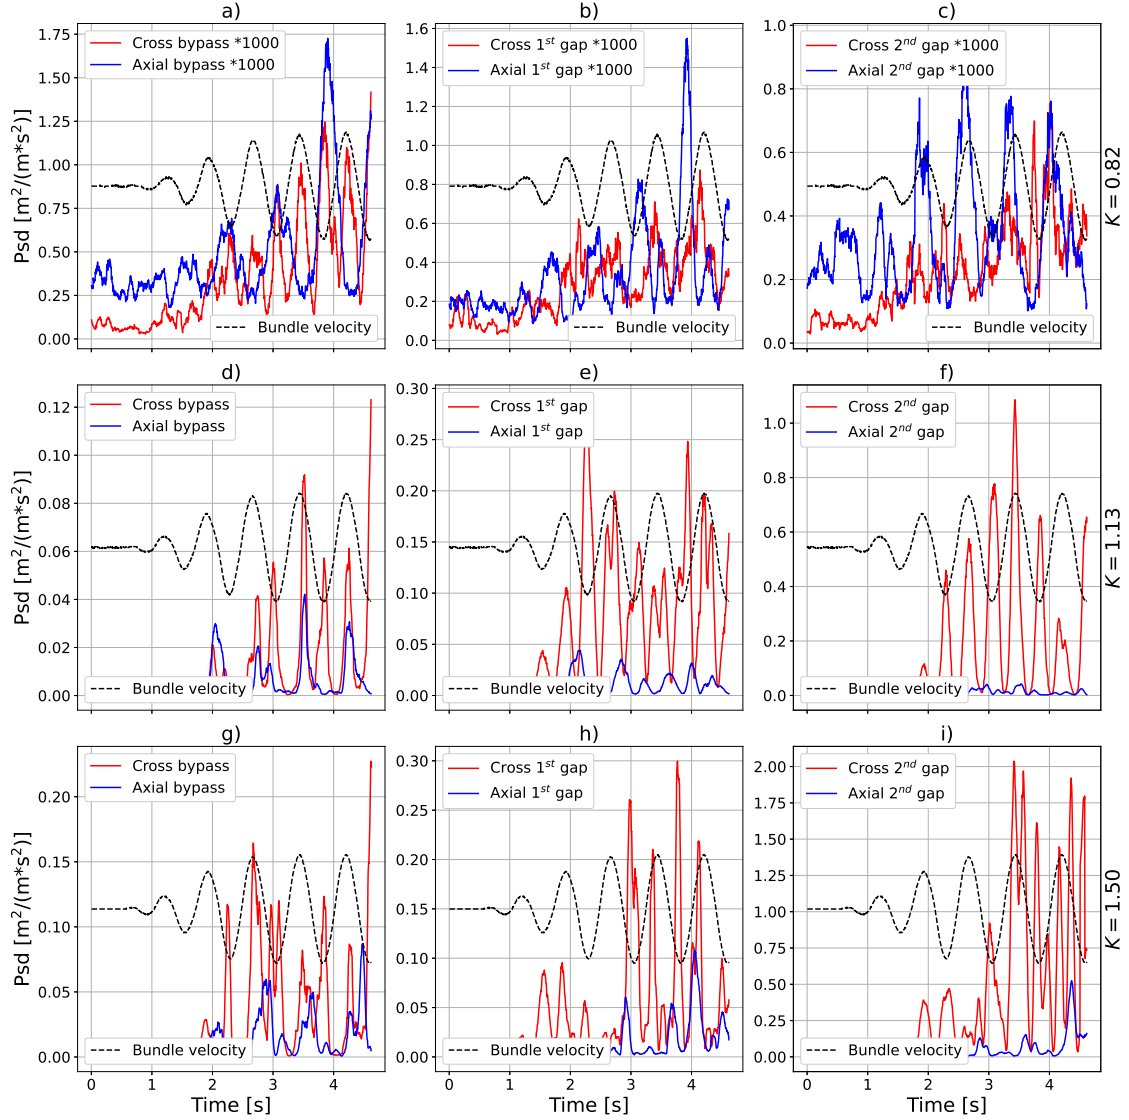 a)
b)
c)
Psd [m²/(m*s²)]
1.75
1.50
1.25
1.00
0.75
0.50
0.25
0.00
Cross bypass *1000
Axial bypass *1000
Bundle velocity
1.6
1.4
1.2
1.0
0.8
0.6
0.4
0.2
0.0
Cross 1ˢᵗ gap *1000
Axial 1ˢᵗ gap *1000
Bundle velocity
1.0
0.8
0.6
0.4
0.2
0.0
Cross 2ⁿᵈ gap *1000
Axial 2ⁿᵈ gap *1000
Bundle velocity
K = 0.82
d)
e)
f)
Psd [m²/(m*s²)]
0.12
0.10
0.08
0.06
0.04
0.02
0.00
Cross bypass
Axial bypass
Bundle velocity
0.30
0.25
0.20
0.15
0.10
0.05
0.00
Cross 1ˢᵗ gap
Axial 1ˢᵗ gap
Bundle velocity
1.0
0.8
0.6
0.4
0.2
0.0
Cross 2ⁿᵈ gap
Axial 2ⁿᵈ gap
Bundle velocity
K = 1.13
g)
h)
i)
Psd [m²/(m*s²)]
0.20
0.15
0.10
0.05
0.00
Cross bypass
Axial bypass
Bundle velocity
0 1 2 3 4
Time [s]
0.30
0.25
0.20
0.15
0.10
0.05
0.00
Cross 1ˢᵗ gap
Axial 1ˢᵗ gap
Bundle velocity
0 1 2 3 4
Time [s]
2.00
1.75
1.50
1.25
1.00
0.75
0.50
0.25
0.00
Cross 2ⁿᵈ gap
Axial 2ⁿᵈ gap
Bundle velocity
0 1 2 3 4
Time [s]
K = 1.50